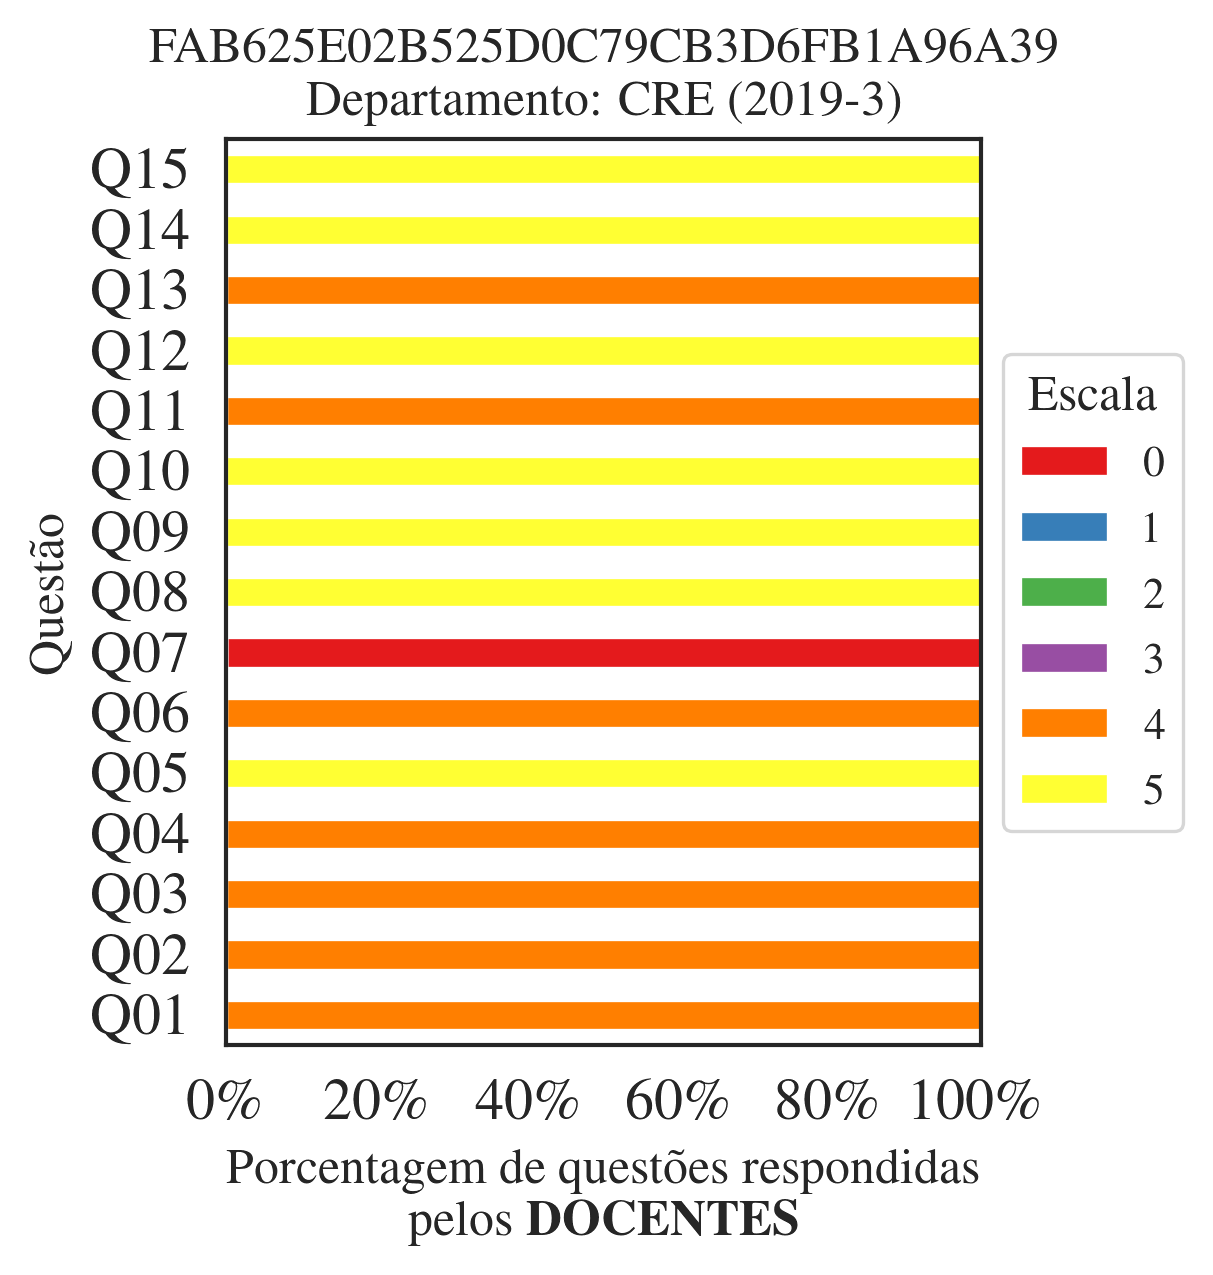 FAB625E02B525D0C79CB3D6FB1A96A39
Departamento: CRE (2019-3)
Questão
Q15
Q14
Q13
Q12
Q11
Q10
Q09
Q08
Q07
Q06
Q05
Q04
Q03
Q02
Q01
0% 20% 40% 60% 80% 100%
Porcentagem de questões respondidas
pelos DOCENTES
Escala
0
1
2
3
4
5